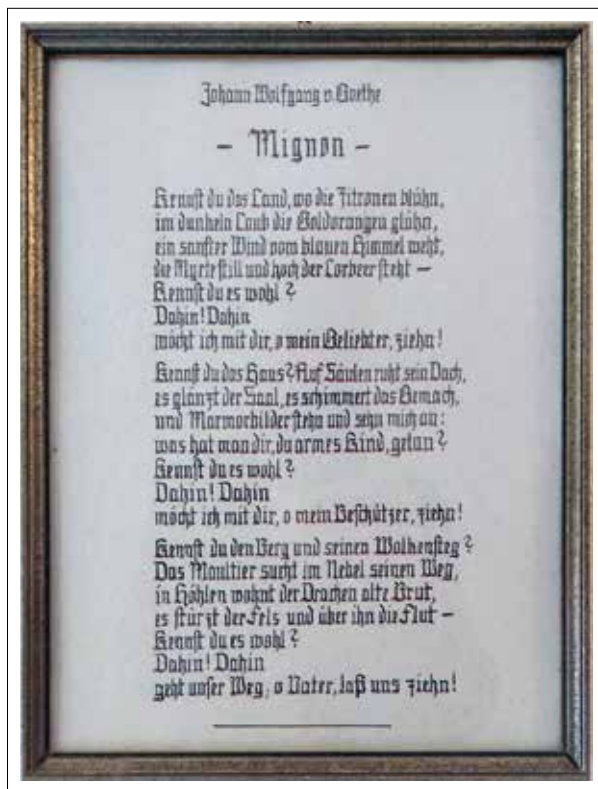 Johann Wolfgang v. Goethe
– Mignon –
Kennst du das Land, wo die Zitronen blühn,
im dunkeln Laub die Goldorangen glühn,
ein sanfter Wind vom blauen Himmel weht,
die Myrte still und hoch der Lorbeer steht –
Kennst du es wohl?
Dahin! Dahin
möcht ich mit dir, o mein Geliebter, ziehn!
Kennst du das Haus? Auf Säulen ruht sein Dach,
es glänzt der Saal, es schimmert das Gemach,
und Marmorbilder stehn und sehn mich an:
was hat man dir, du armes Kind, getan?
Kennst du es wohl?
Dahin! Dahin
möcht ich mit dir, o mein Beschützer, ziehn!
Kennst du den Berg und seinen Wolkensteg?
Das Maultier sucht im Nebel seinen Weg,
in Höhlen wohnt der Drachen alte Brut,
es stürzt der Fels und über ihn die Flut –
Kennst du es wohl?
Dahin! Dahin
geht unser Weg, o Vater, laß uns ziehn!